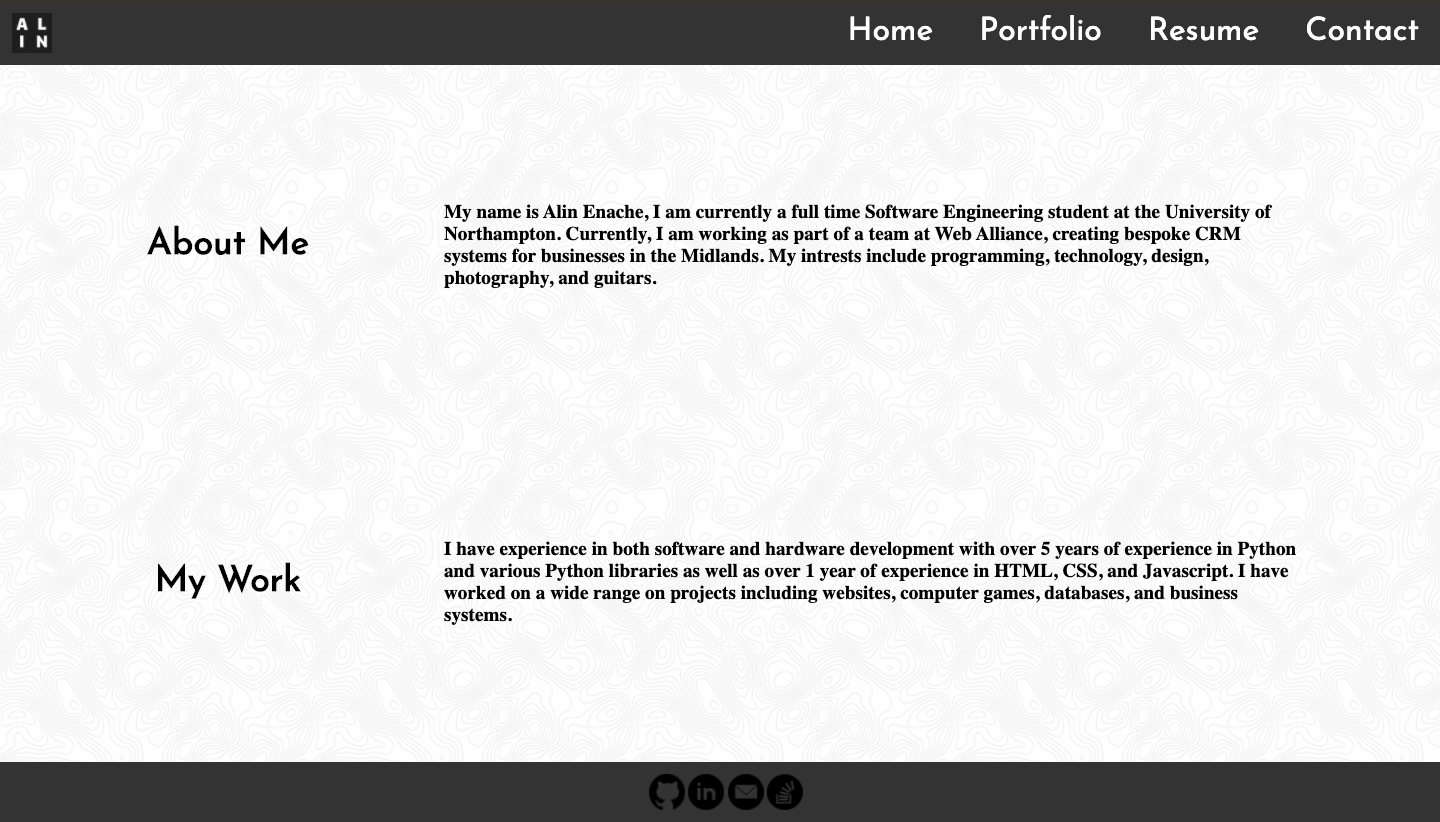 A L
I N
Home Portfolio Resume Contact
About Me
My name is Alin Enache, I am currently a full time Software Engineering student at the University of
Northampton. Currently, I am working as part of a team at Web Alliance, creating bespoke CRM
systems for businesses in the Midlands. My intrests include programming, technology, design,
photography, and guitars.
My Work
I have experience in both software and hardware development with over 5 years of experience in Python
and various Python libraries as well as over 1 year of experience in HTML, CSS, and Javascript. I have
worked on a wide range on projects including websites, computer games, databases, and business
systems.
in